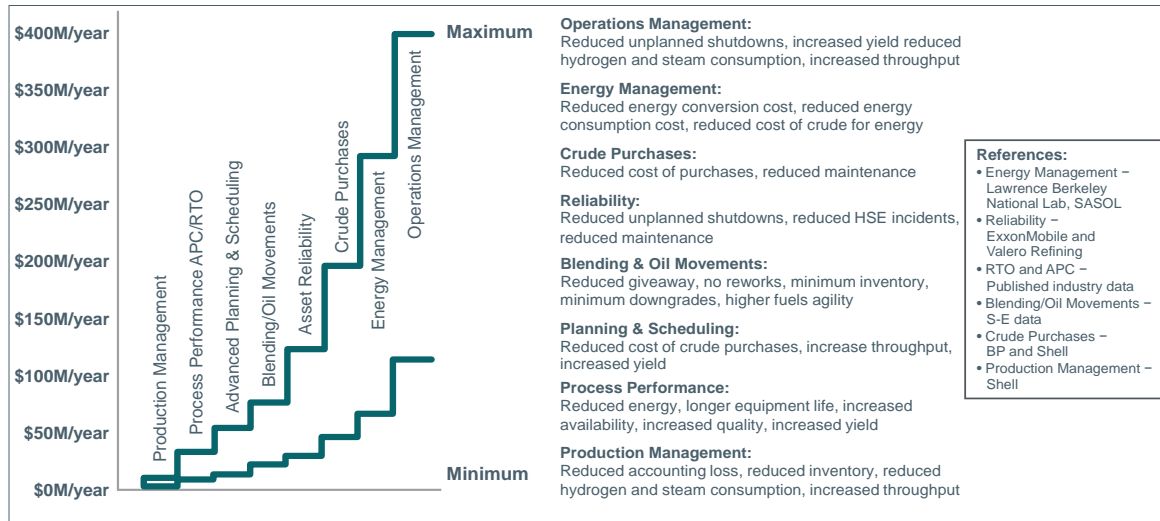 $400M/year
$350M/year
$300M/year
$250M/year
$200M/year
$150M/year
$100M/year
$50M/year
$0M/year
Production Management
Process Performance APC/RTO
Advanced Planning & Scheduling
Blending/Oil Movements
Asset Reliability
Crude Purchases
Energy Management
Operations Management
Maximum
Minimum
Operations Management:
Reduced unplanned shutdowns, increased yield reduced
hydrogen and steam consumption, increased throughput
Energy Management:
Reduced energy conversion cost, reduced energy
consumption cost, reduced cost of crude for energy
Crude Purchases:
Reduced cost of purchases, reduced maintenance
Reliability:
Reduced unplanned shutdowns, reduced HSE incidents,
reduced maintenance
Blending & Oil Movements:
Reduced giveaway, no reworks, minimum inventory,
minimum downgrades, higher fuels agility
Planning & Scheduling:
Reduced cost of crude purchases, increase throughput,
increased yield
Process Performance:
Reduced energy, longer equipment life, increased
availability, increased quality, increased yield
Production Management:
Reduced accounting loss, reduced inventory, reduced
hydrogen and steam consumption, increased throughput
References:
• Energy Management −
Lawrence Berkeley
National Lab, SASOL
• Reliability −
ExxonMobile and
Valero Refining
• RTO and APC −
Published industry data
• Blending/Oil Movements −
S-E data
• Crude Purchases −
BP and Shell
• Production Management −
Shell